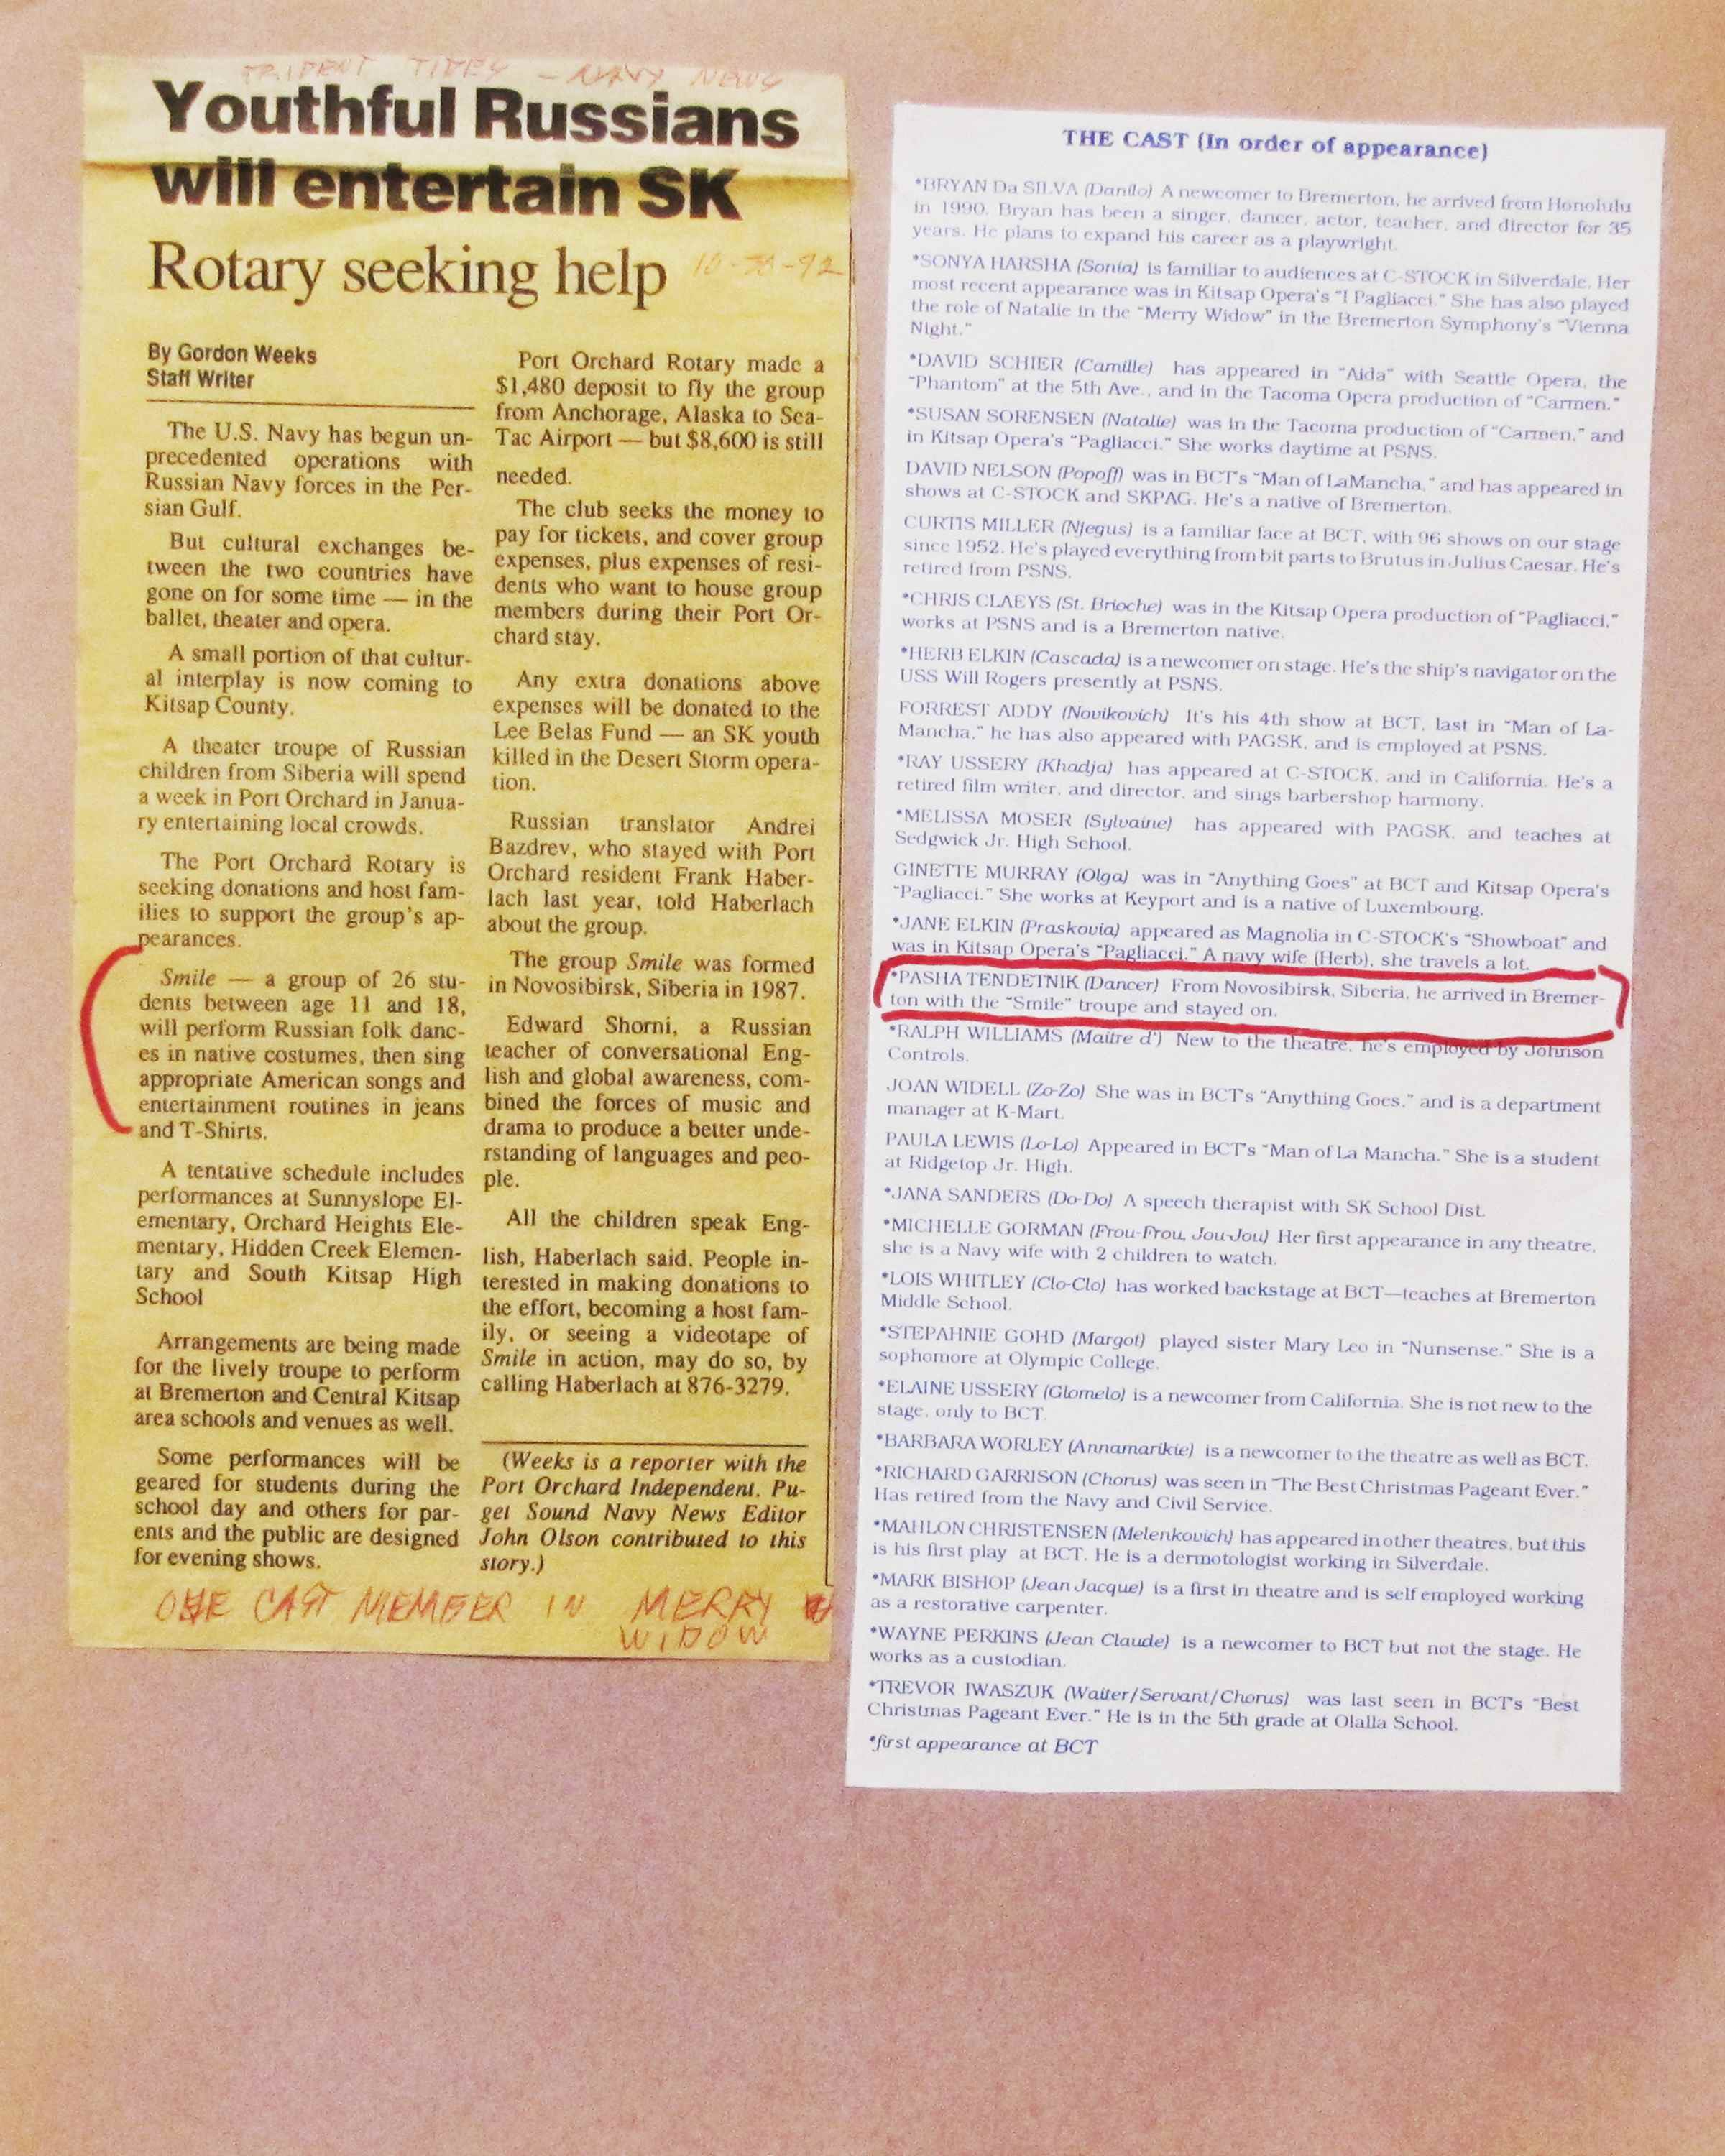 TRIDENT TIDES - NAVY NEWS
Youthful Russians
will entertain SK
Rotary seeking help
10-30-92
By Gordon Weeks
Staff Writer
The U.S. Navy has begun un-
precedented operations with
Russian Navy forces in the Per-
sian Gulf.
But cultural exchanges be-
tween the two countries have
gone on for some time — in the
ballet, theater and opera.
A small portion of that cultur-
al interplay is now coming to
Kitsap County.
A theater troupe of Russian
children from Siberia will spend
a week in Port Orchard in Janua-
ry entertaining local crowds.
The Port Orchard Rotary is
seeking donations and host fam-
ilies to support the group's ap-
pearances.
Smile — a group of 26 stu-
dents between age 11 and 18,
will perform Russian folk danc-
es in native costumes, then sing
appropriate American songs and
entertainment routines in jeans
and T-Shirts.
A tentative schedule includes
performances at Sunnyslope El-
ementary, Orchard Heights Ele-
mentary, Hidden Creek Elemen-
tary and South Kitsap High
School
Arrangements are being made
for the lively troupe to perform
at Bremerton and Central Kitsap
area schools and venues as well.
Some performances will be
geared for students during the
school day and others for par-
ents and the public are designed
for evening shows.
Port Orchard Rotary made a
$1,480 deposit to fly the group
from Anchorage, Alaska to Sea-
Tac Airport — but $8,600 is still
needed.
The club seeks the money to
pay for tickets, and cover group
expenses, plus expenses of resi-
dents who want to house group
members during their Port Or-
chard stay.
Any extra donations above
expenses will be donated to the
Lee Belas Fund — an SK youth
killed in the Desert Storm opera-
tion.
Russian translator Andrei
Bazdrev, who stayed with Port
Orchard resident Frank Haber-
lach last year, told Haberlach
about the group.
The group Smile was formed
in Novosibirsk, Siberia in 1987.
Edward Shorni, a Russian
teacher of conversational Eng-
lish and global awareness, com-
bined the forces of music and
drama to produce a better unde-
rstanding of languages and peo-
ple.
All the children speak Eng-
lish, Haberlach said. People in-
terested in making donations to
the effort, becoming a host fam-
ily, or seeing a videotape of
Smile in action, may do so, by
calling Haberlach at 876-3279.
(Weeks is a reporter with the
Port Orchard Independent. Pu-
get Sound Navy News Editor
John Olson contributed to this
story.)
ONE CAST MEMBER IN MERRY
WIDOW
THE CAST (In order of appearance)
*BRYAN Da SILVA (Danilo) A newcomer to Bremerton, he arrived from Honolulu
in 1990. Bryan has been a singer, dancer, actor, teacher, and director for 35
years. He plans to expand his career as a playwright.
*SONYA HARSHA (Sonia) is familiar to audiences at C-STOCK in Silverdale. Her
most recent appearance was in Kitsap Opera's "I Pagliacci." She has also played
the role of Natalie in the "Merry Widow" in the Bremerton Symphony's "Vienna
Night."
*DAVID SCHIER (Camille) has appeared in "Aida" with Seattle Opera, the
"Phantom" at the 5th Ave., and in the Tacoma Opera production of "Carmen."
*SUSAN SORENSEN (Natalie) was in the Tacoma production of "Carmen," and
in Kitsap Opera's "Pagliacci." She works daytime at PSNS.
DAVID NELSON (Popoff) was in BCT's "Man of LaMancha," and has appeared in
shows at C-STOCK and SKPAG. He's a native of Bremerton.
CURTIS MILLER (Njegus) is a familiar face at BCT, with 96 shows on our stage
since 1952. He's played everything from bit parts to Brutus in Julius Caesar. He's
retired from PSNS.
*CHRIS CLAEYS (St. Brioche) was in the Kitsap Opera production of "Pagliacci,"
works at PSNS and is a Bremerton native.
*HERB ELKIN (Cascada) is a newcomer on stage. He's the ship's navigator on the
USS Will Rogers presently at PSNS.
FORREST ADDY (Novikovich) It's his 4th show at BCT, last in "Man of La-
Mancha," he has also appeared with PAGSK, and is employed at PSNS.
*RAY USSERY (Khadja) has appeared at C-STOCK, and in California. He's a
retired film writer, and director, and sings barbershop harmony.
*MELISSA MOSER (Sylvaine) has appeared with PAGSK, and teaches at
Sedgwick Jr. High School.
GINETTE MURRAY (Olga) was in "Anything Goes" at BCT and Kitsap Opera's
"Pagliacci." She works at Keyport and is a native of Luxembourg.
*JANE ELKIN (Praskovia) appeared as Magnolia in C-STOCK's "Showboat" and
was in Kitsap Opera's "Pagliacci." A navy wife (Herb), she travels a lot.
*PASHA TENDETNIK (Dancer) From Novosibirsk, Siberia, he arrived in Bremer-
ton with the "Smile" troupe and stayed on.
*RALPH WILLIAMS (Maitre d') New to the theatre, he's employed by Johnson
Controls.
JOAN WIDELL (Zo-Zo) She was in BCT's "Anything Goes," and is a department
manager at K-Mart.
PAULA LEWIS (Lo-Lo) Appeared in BCT's "Man of La Mancha." She is a student
at Ridgetop Jr. High.
*JANA SANDERS (Do-Do) A speech therapist with SK School Dist.
*MICHELLE GORMAN (Frou-Frou, Jou-Jou) Her first appearance in any theatre,
she is a Navy wife with 2 children to watch.
*LOIS WHITLEY (Clo-Clo) has worked backstage at BCT—teaches at Bremerton
Middle School.
*STEPAHNIE GOHD (Margot) played sister Mary Leo in "Nunsense." She is a
sophomore at Olympic College.
*ELAINE USSERY (Glomelo) is a newcomer from California. She is not new to the
stage, only to BCT.
*BARBARA WORLEY (Annamarikie) is a newcomer to the theatre as well as BCT.
*RICHARD GARRISON (Chorus) was seen in "The Best Christmas Pageant Ever."
Has retired from the Navy and Civil Service.
*MAHLON CHRISTENSEN (Melenkovich) has appeared in other theatres, but this
is his first play at BCT. He is a dermotologist working in Silverdale.
*MARK BISHOP (Jean Jacque) is a first in theatre and is self employed working
as a restorative carpenter.
*WAYNE PERKINS (Jean Claude) is a newcomer to BCT but not the stage. He
works as a custodian.
*TREVOR IWASZUK (Waiter/Servant/Chorus) was last seen in BCT's "Best
Christmas Pageant Ever." He is in the 5th grade at Olalla School.
*first appearance at BCT